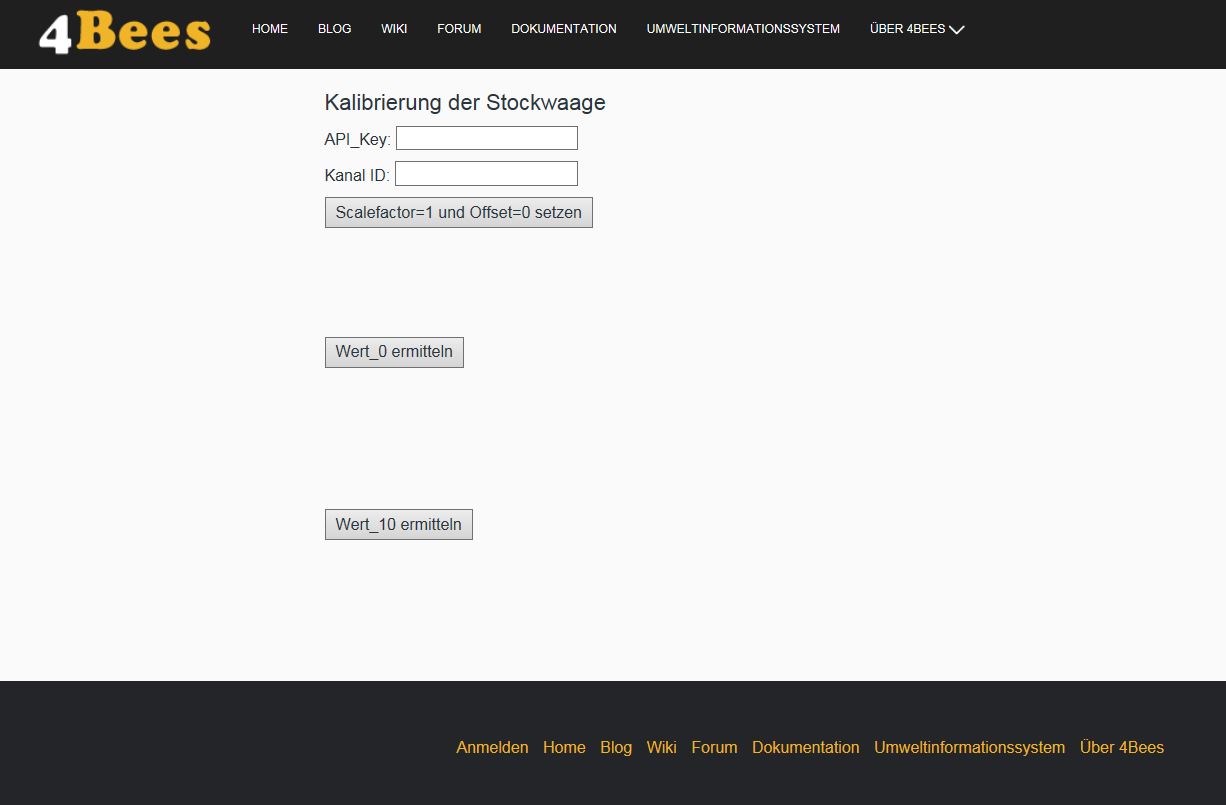 4Bees HOME BLOG WIKI FORUM DOKUMENTATION UMWELTINFORMATIONSSYSTEM ÜBER 4BEES
Kalibrierung der Stockwaage
API_Key:
Kanal ID:
Scalefactor=1 und Offset=0 setzen
Wert_0 ermitteln
Wert_10 ermitteln
Anmelden Home Blog Wiki Forum Dokumentation Umweltinformationssystem Über 4Bees